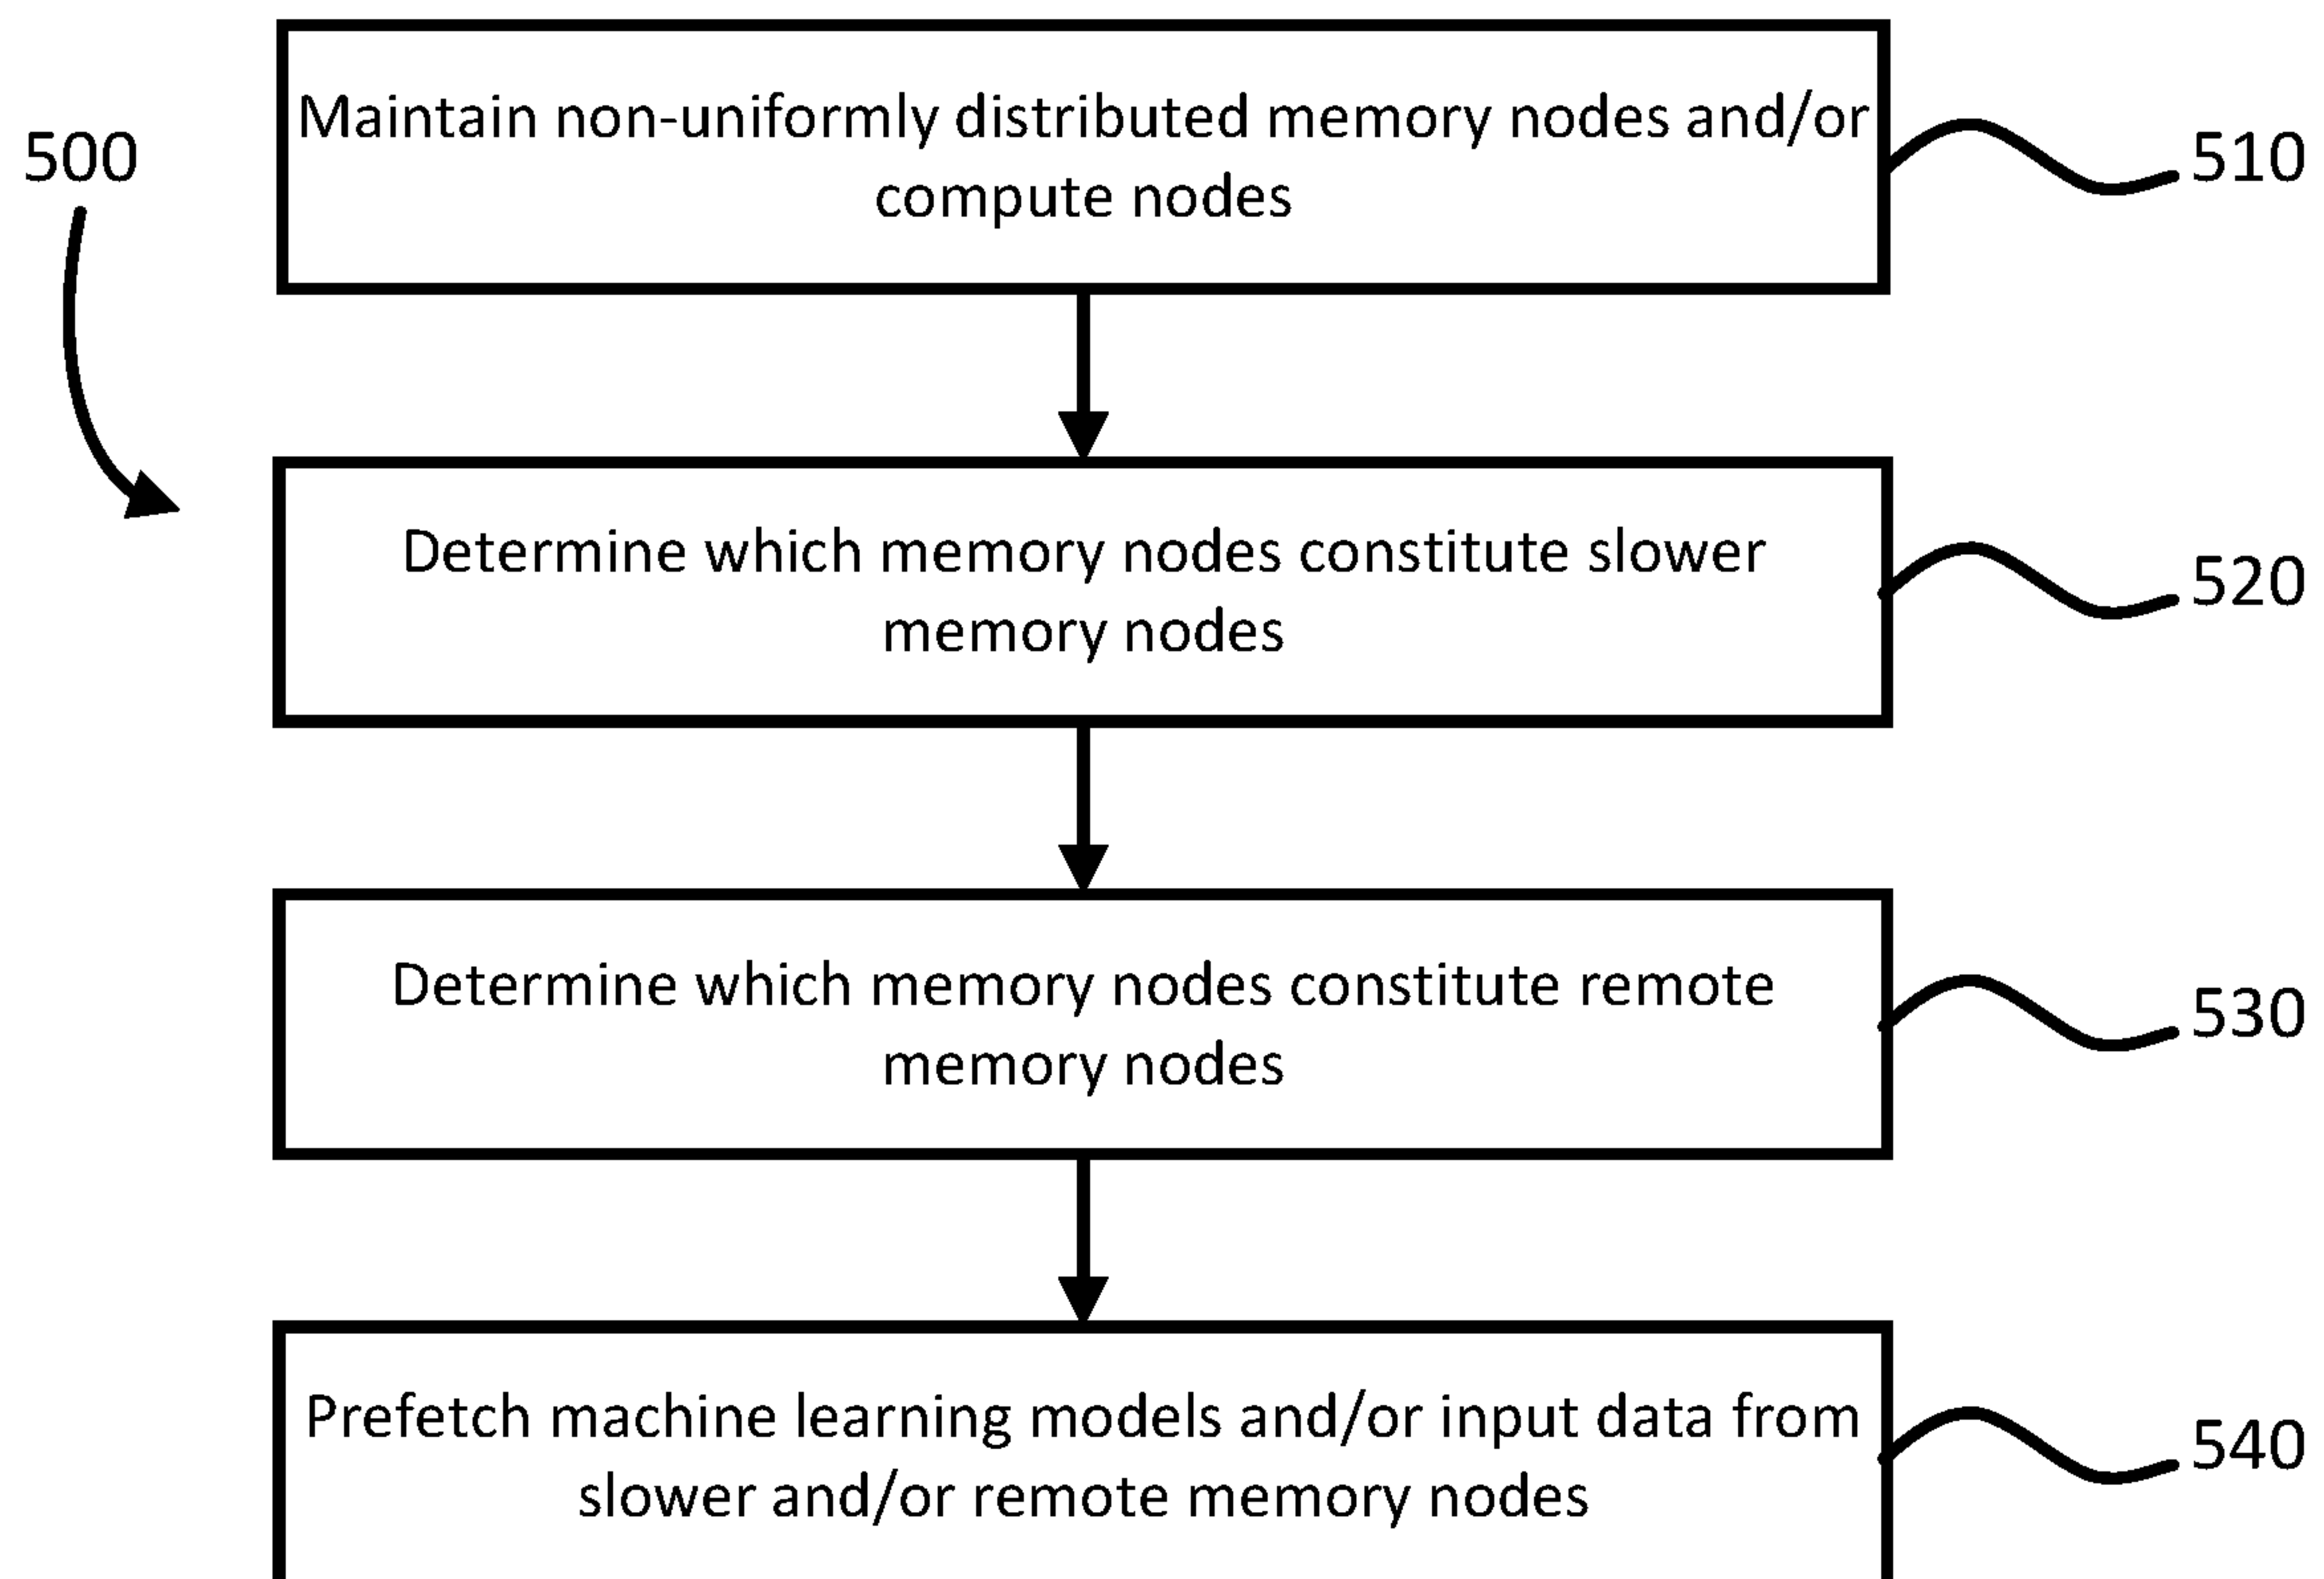 Maintain non-uniformly distributed memory nodes and/or
compute nodes
500
510
Determine which memory nodes constitute slower
memory nodes
520
Determine which memory nodes constitute remote
memory nodes
530
Prefetch machine learning models and/or input data from
slower and/or remote memory nodes
540